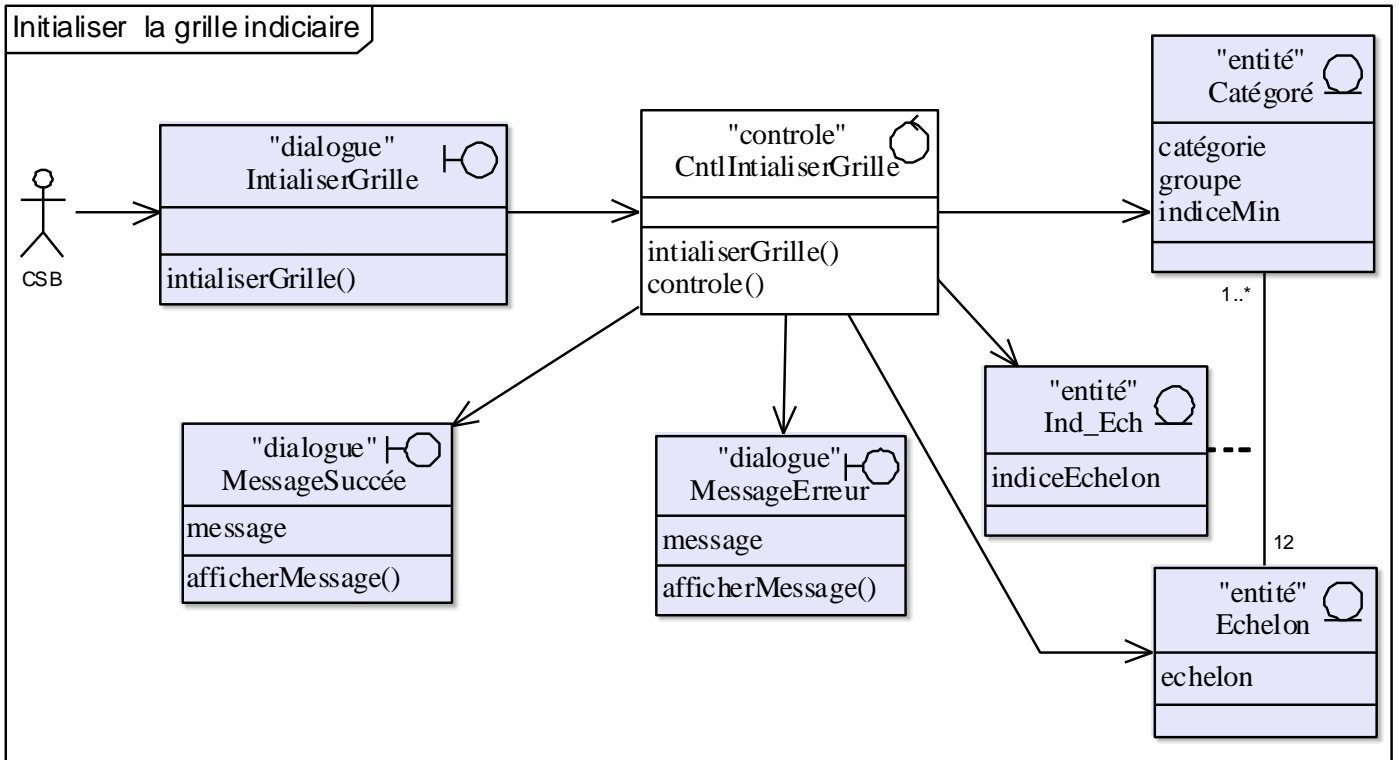 Initialiser la grille indiciaire
CSB
"dialogue"
IntialiserGrille
intialiserGrille()
"controle"
CntlIntialiserGrille
intialiserGrille()
controle()
"entité"
Catégoré
catégorie
groupe
indiceMin
1..*
"entité"
Ind_Ech
indiceEchelon
12
"dialogue"
MessageSuccée
message
afficherMessage()
"dialogue"
MessageErreur
message
afficherMessage()
"entité"
Echelon
echelon